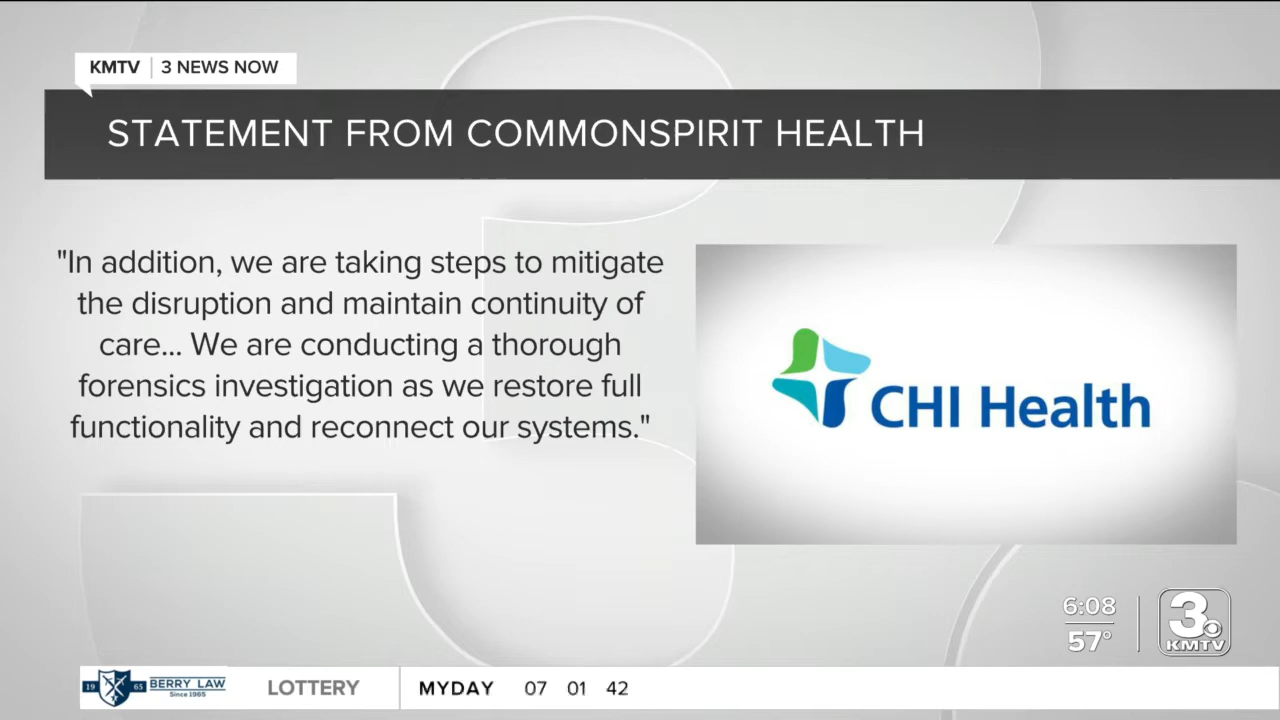 KMTV | 3 NEWS NOW
STATEMENT FROM COMMONSPIRIT HEALTH
"In addition, we are taking steps to mitigate
the disruption and maintain continuity of
care... We are conducting a thorough
forensics investigation as we restore full
functionality and reconnect our systems."
CHI Health
6:08
57°
3
KMTV
19 65 BERRY LAW
Since 1965
LOTTERY
MYDAY 07 01 42